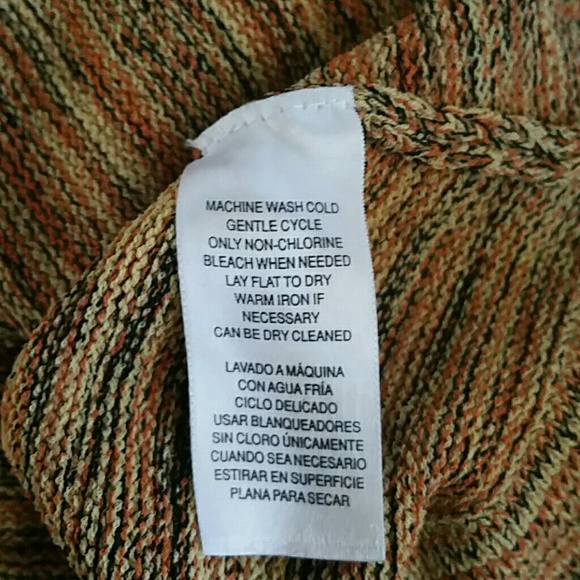 MACHINE WASH COLD
GENTLE CYCLE
ONLY NON-CHLORINE
BLEACH WHEN NEEDED
LAY FLAT TO DRY
WARM IRON IF
NECESSARY
CAN BE DRY CLEANED
LAVADO A MÁQUINA
CON AGUA FRÍA
CICLO DELICADO
USAR BLANQUEADORES
SIN CLORO ÚNICAMENTE
CUANDO SEA NECESARIO
ESTIRAR EN SUPERFICIE
PLANA PARA SECAR